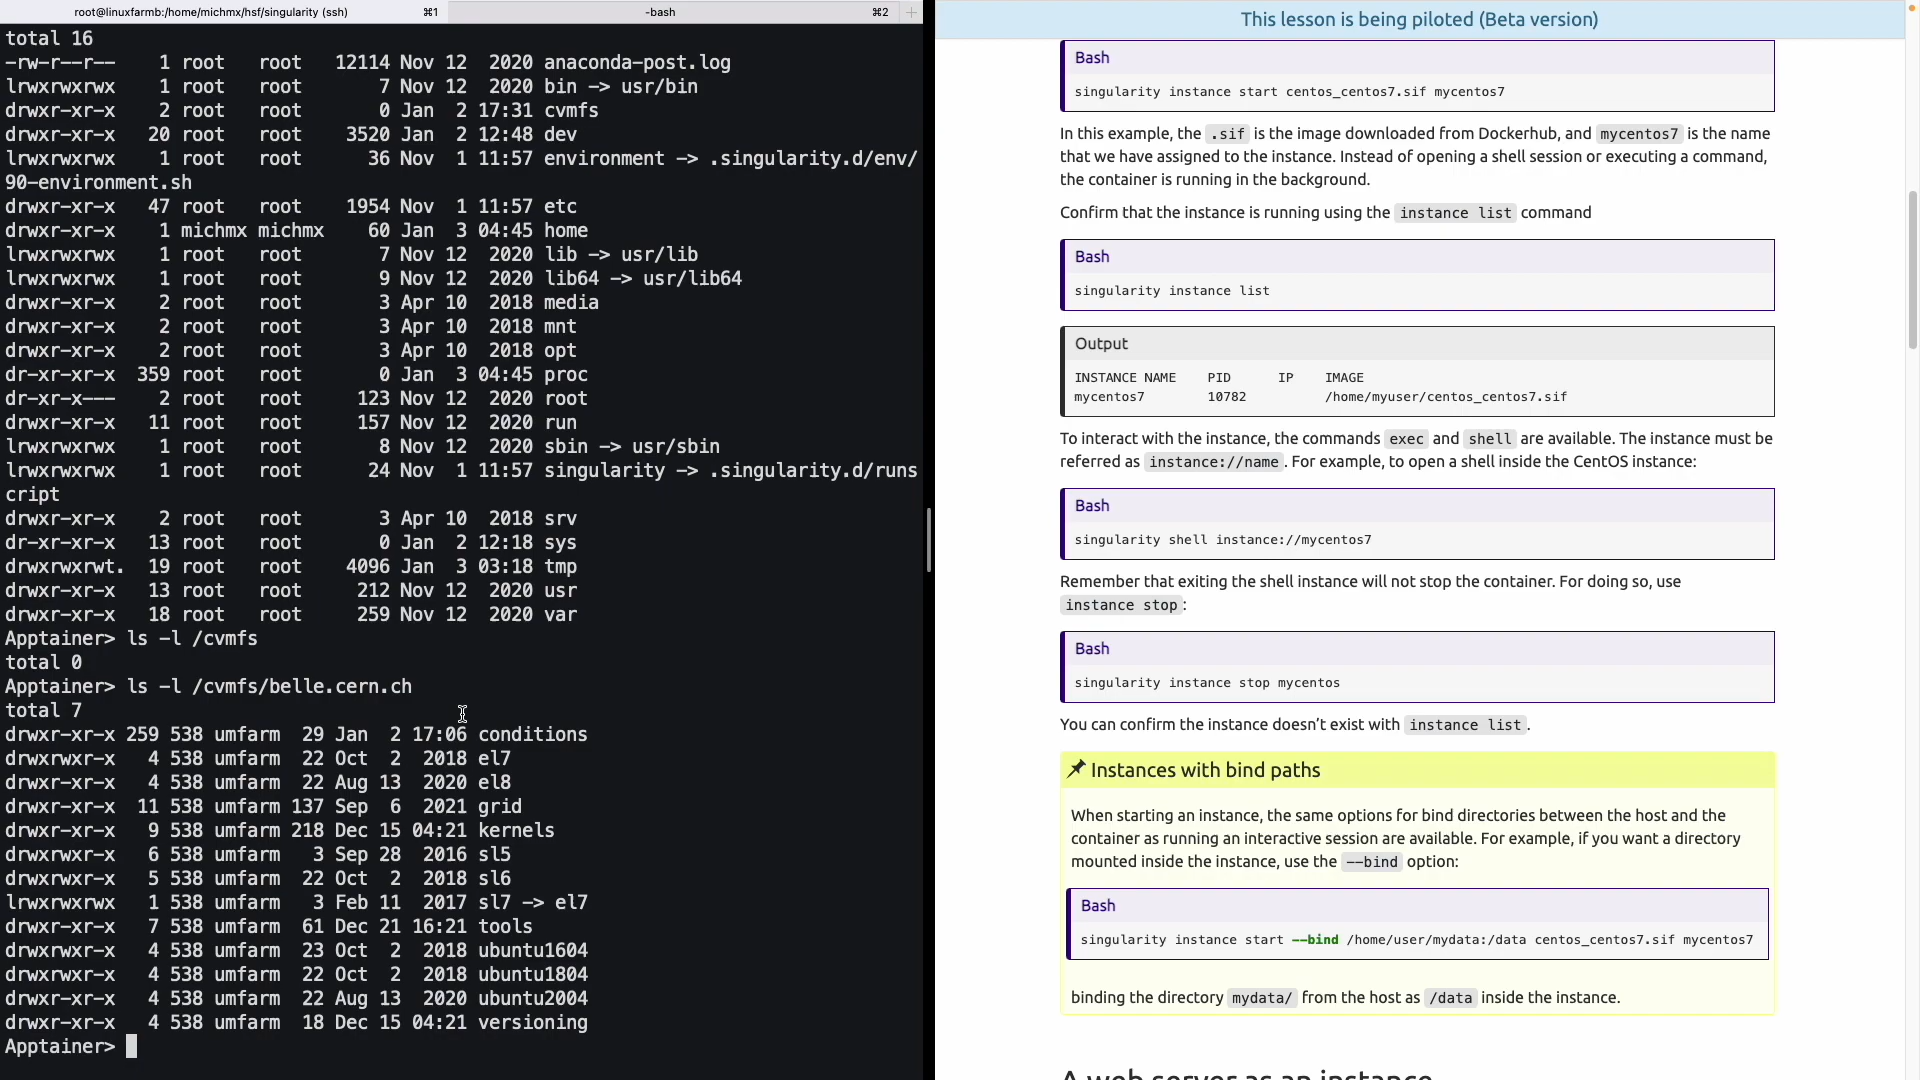 root@linuxfarmb:/home/michmx/hsf/singularity (ssh) ⌘1 -bash ⌘2 +
total 16
-rw-r--r-- 1 root root 12114 Nov 12 2020 anaconda-post.log
lrwxrwxrwx 1 root root 7 Nov 12 2020 bin -> usr/bin
drwxr-xr-x 2 root root 0 Jan 2 17:31 cvmfs
drwxr-xr-x 20 root root 3520 Jan 2 12:48 dev
lrwxrwxrwx 1 root root 36 Nov 1 11:57 environment -> .singularity.d/env/
90-environment.sh
drwxr-xr-x 47 root root 1954 Nov 1 11:57 etc
drwxr-xr-x 1 michmx michmx 60 Jan 3 04:45 home
lrwxrwxrwx 1 root root 7 Nov 12 2020 lib -> usr/lib
lrwxrwxrwx 1 root root 9 Nov 12 2020 lib64 -> usr/lib64
drwxr-xr-x 2 root root 3 Apr 10 2018 media
drwxr-xr-x 2 root root 3 Apr 10 2018 mnt
drwxr-xr-x 2 root root 3 Apr 10 2018 opt
dr-xr-xr-x 359 root root 0 Jan 3 04:45 proc
dr-xr-x--- 2 root root 123 Nov 12 2020 root
drwxr-xr-x 11 root root 157 Nov 12 2020 run
lrwxrwxrwx 1 root root 8 Nov 12 2020 sbin -> usr/sbin
lrwxrwxrwx 1 root root 24 Nov 1 11:57 singularity -> .singularity.d/runs
cript
drwxr-xr-x 2 root root 3 Apr 10 2018 srv
dr-xr-xr-x 13 root root 0 Jan 2 12:18 sys
drwxrwxrwt. 19 root root 4096 Jan 3 03:18 tmp
drwxr-xr-x 13 root root 212 Nov 12 2020 usr
drwxr-xr-x 18 root root 259 Nov 12 2020 var
Apptainer> ls -l /cvmfs
total 0
Apptainer> ls -l /cvmfs/belle.cern.ch
total 7
drwxr-xr-x 259 538 umfarm 29 Jan 2 17:06 conditions
drwxrwxr-x 4 538 umfarm 22 Oct 2 2018 el7
drwxrwxr-x 4 538 umfarm 22 Aug 13 2020 el8
drwxr-xr-x 11 538 umfarm 137 Sep 6 2021 grid
drwxrwxr-x 9 538 umfarm 218 Dec 15 04:21 kernels
drwxrwxr-x 6 538 umfarm 3 Sep 28 2016 sl5
drwxrwxr-x 5 538 umfarm 22 Oct 2 2018 sl6
lrwxrwxrwx 1 538 umfarm 3 Feb 11 2017 sl7 -> el7
drwxr-xr-x 7 538 umfarm 61 Dec 21 16:21 tools
drwxrwxr-x 4 538 umfarm 23 Oct 2 2018 ubuntu1604
drwxrwxr-x 4 538 umfarm 22 Oct 2 2018 ubuntu1804
drwxrwxr-x 4 538 umfarm 22 Aug 13 2020 ubuntu2004
drwxrwxr-x 4 538 umfarm 18 Dec 15 04:21 versioning
Apptainer>
This lesson is being piloted (Beta version)
Bash
singularity instance start centos_centos7.sif mycentos7
In this example, the .sif is the image downloaded from Dockerhub, and mycentos7 is the name
that we have assigned to the instance. Instead of opening a shell session or executing a command,
the container is running in the background.
Confirm that the instance is running using the instance list command
Bash
singularity instance list
Output
INSTANCE NAME PID IP IMAGE
mycentos7 10782 /home/myuser/centos_centos7.sif
To interact with the instance, the commands exec and shell are available. The instance must be
referred as instance://name. For example, to open a shell inside the CentOS instance:
Bash
singularity shell instance://mycentos7
Remember that exiting the shell instance will not stop the container. For doing so, use
instance stop:
Bash
singularity instance stop mycentos
You can confirm the instance doesn’t exist with instance list.
Instances with bind paths
When starting an instance, the same options for bind directories between the host and the
container as running an interactive session are available. For example, if you want a directory
mounted inside the instance, use the --bind option:
Bash
singularity instance start --bind /home/user/mydata:/data centos_centos7.sif mycentos7
binding the directory mydata/ from the host as /data inside the instance.
A web server as an instance